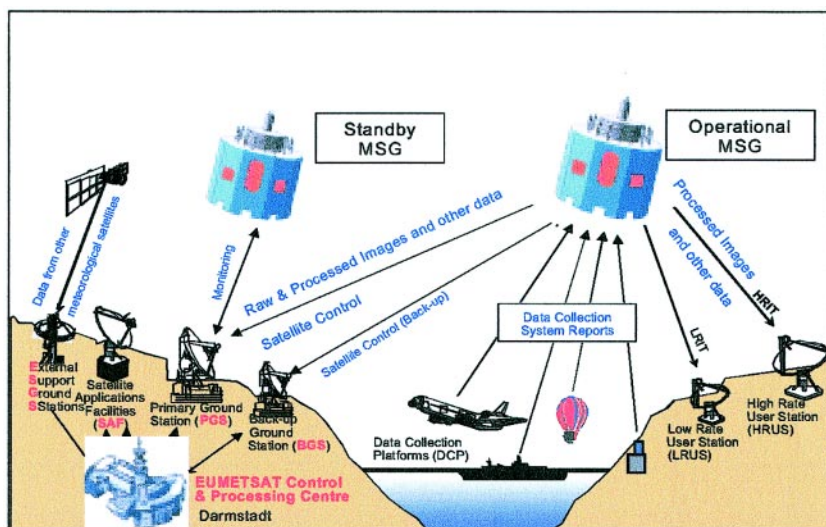 Standby
MSG
Operational
MSG
Data from other
meteorological satellites
Monitoring
Raw & Processed Images and other data
Satellite Control
Satellite Control (Back-up)
Processed Images
and other data
HRIT
LRIT
Data Collection
System Reports
External
Support
Ground
SStations
Satellite
Applications
Facilities
(SAF)
Primary Ground
Station (PGS)
Back-up
Ground
Station (BGS)
Data Collection
Platforms (DCP)
Low Rate
User Station
(LRUS)
High Rate
User Station
(HRUS)
EUMETSAT Control
& Processing Centre
Darmstadt